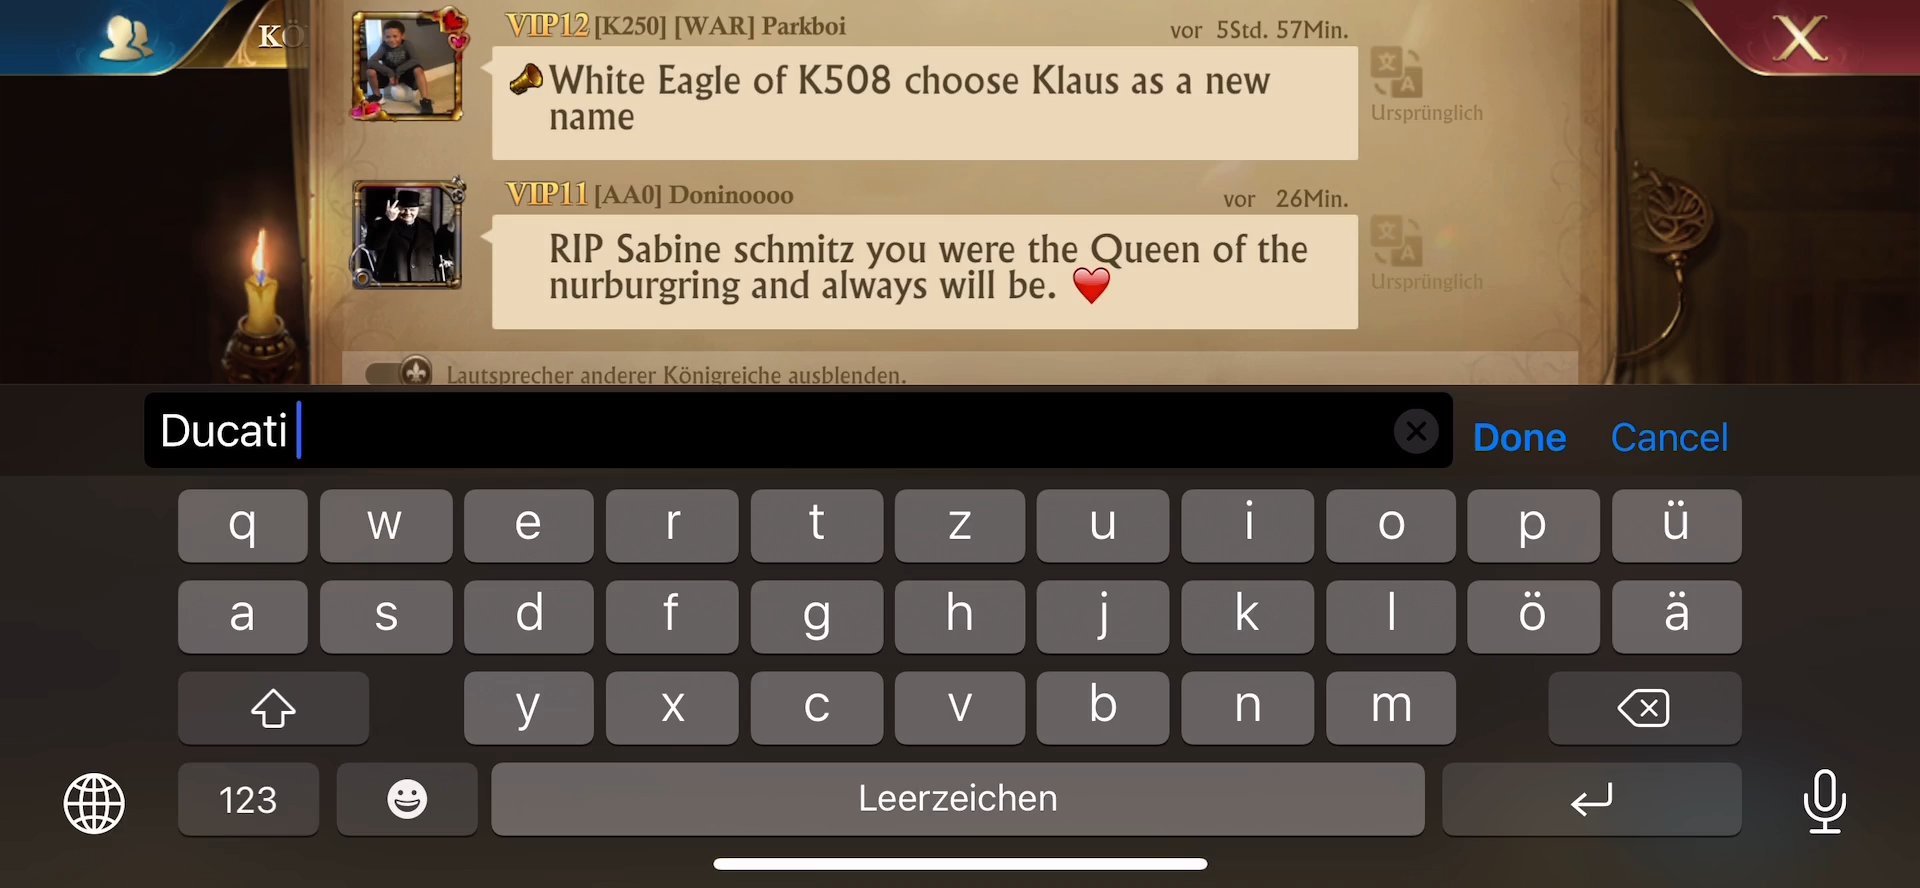 KÖ
VIP12 [K250] [WAR] Parkboi
vor 5Std. 57Min.
White Eagle of K508 choose Klaus as a new
name
Ursprünglich
VIP11 [AA0] Doninoooo
vor 26Min.
RIP Sabine schmitz you were the Queen of the
nurburgring and always will be. ❤️
Ursprünglich
Lautsprecher anderer Königreiche ausblenden.
Ducati
Done
Cancel
q w e r t z u i o p ü
a s d f g h j k l ö ä
y x c v b n m
123
Leerzeichen